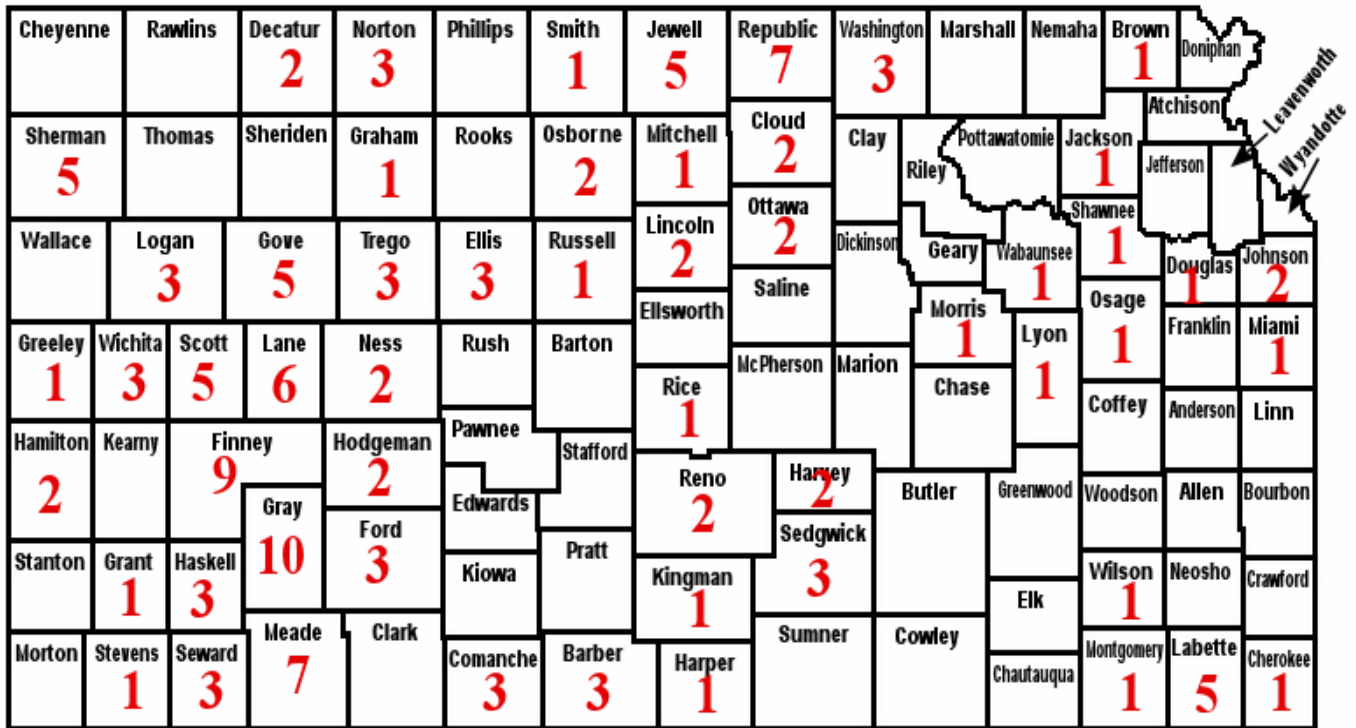 Cheyenne Rawlins Decatur Norton Phillips Smith Jewell Republic Washington Marshall Nemaha Brown Doniphan
2 3 1 5 7 3 1
Atchison Leavenworth Wyandotte
Sherman Thomas Sheriden Graham Rooks Osborne Mitchell Cloud Clay Riley Pottawatomie Jackson Jefferson
5 1 2 1 2 1
Wallace Logan Gove Trego Ellis Russell Lincoln Ottawa Dickinson Geary Wabaunsee Shawnee Douglas Johnson
3 5 3 3 1 2 2 1 1 1 2
Ellsworth Saline Morris Osage
1 1
Greeley Wichita Scott Lane Ness Rush Barton Rice McPherson Marion Chase Lyon Franklin Miami
1 3 5 6 2 1 1 1
Coffey Anderson Linn
Hamilton Kearny Finney Hodgeman Pawnee Stafford Reno Harvey Butler Greenwood Woodson Allen Bourbon
2 9 2 2 2
Gray Ford Edwards Sedgwick
10 3 3
Stanton Grant Haskell Kiowa Pratt Kingman Elk Wilson Neosho Crawford
1 3 1 1
Morton Stevens Seward Meade Clark Comanche Barber Harper Sumner Cowley Chautauqua Montgomery Labette Cherokee
1 3 7 3 3 1 1 5 1